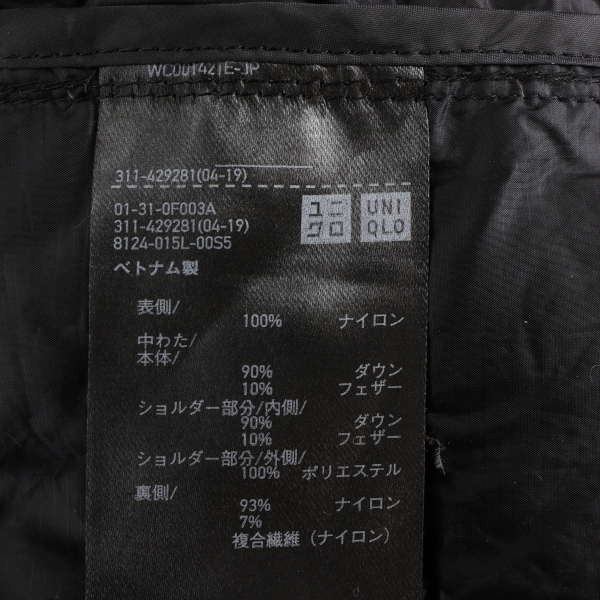 WC001421E-JP
311-429281(04-19)
01-31-0F003A
311-429281(04-19)
8124-015L-00S5
ユニクロ
UNIQLO
ベトナム製
表側/
100% ナイロン
中わた/
本体/
90% ダウン
10% フェザー
ショルダー部分/内側/
90% ダウン
10% フェザー
ショルダー部分/外側/
100% ポリエステル
裏側/
93% ナイロン
7%
複合繊維(ナイロン)